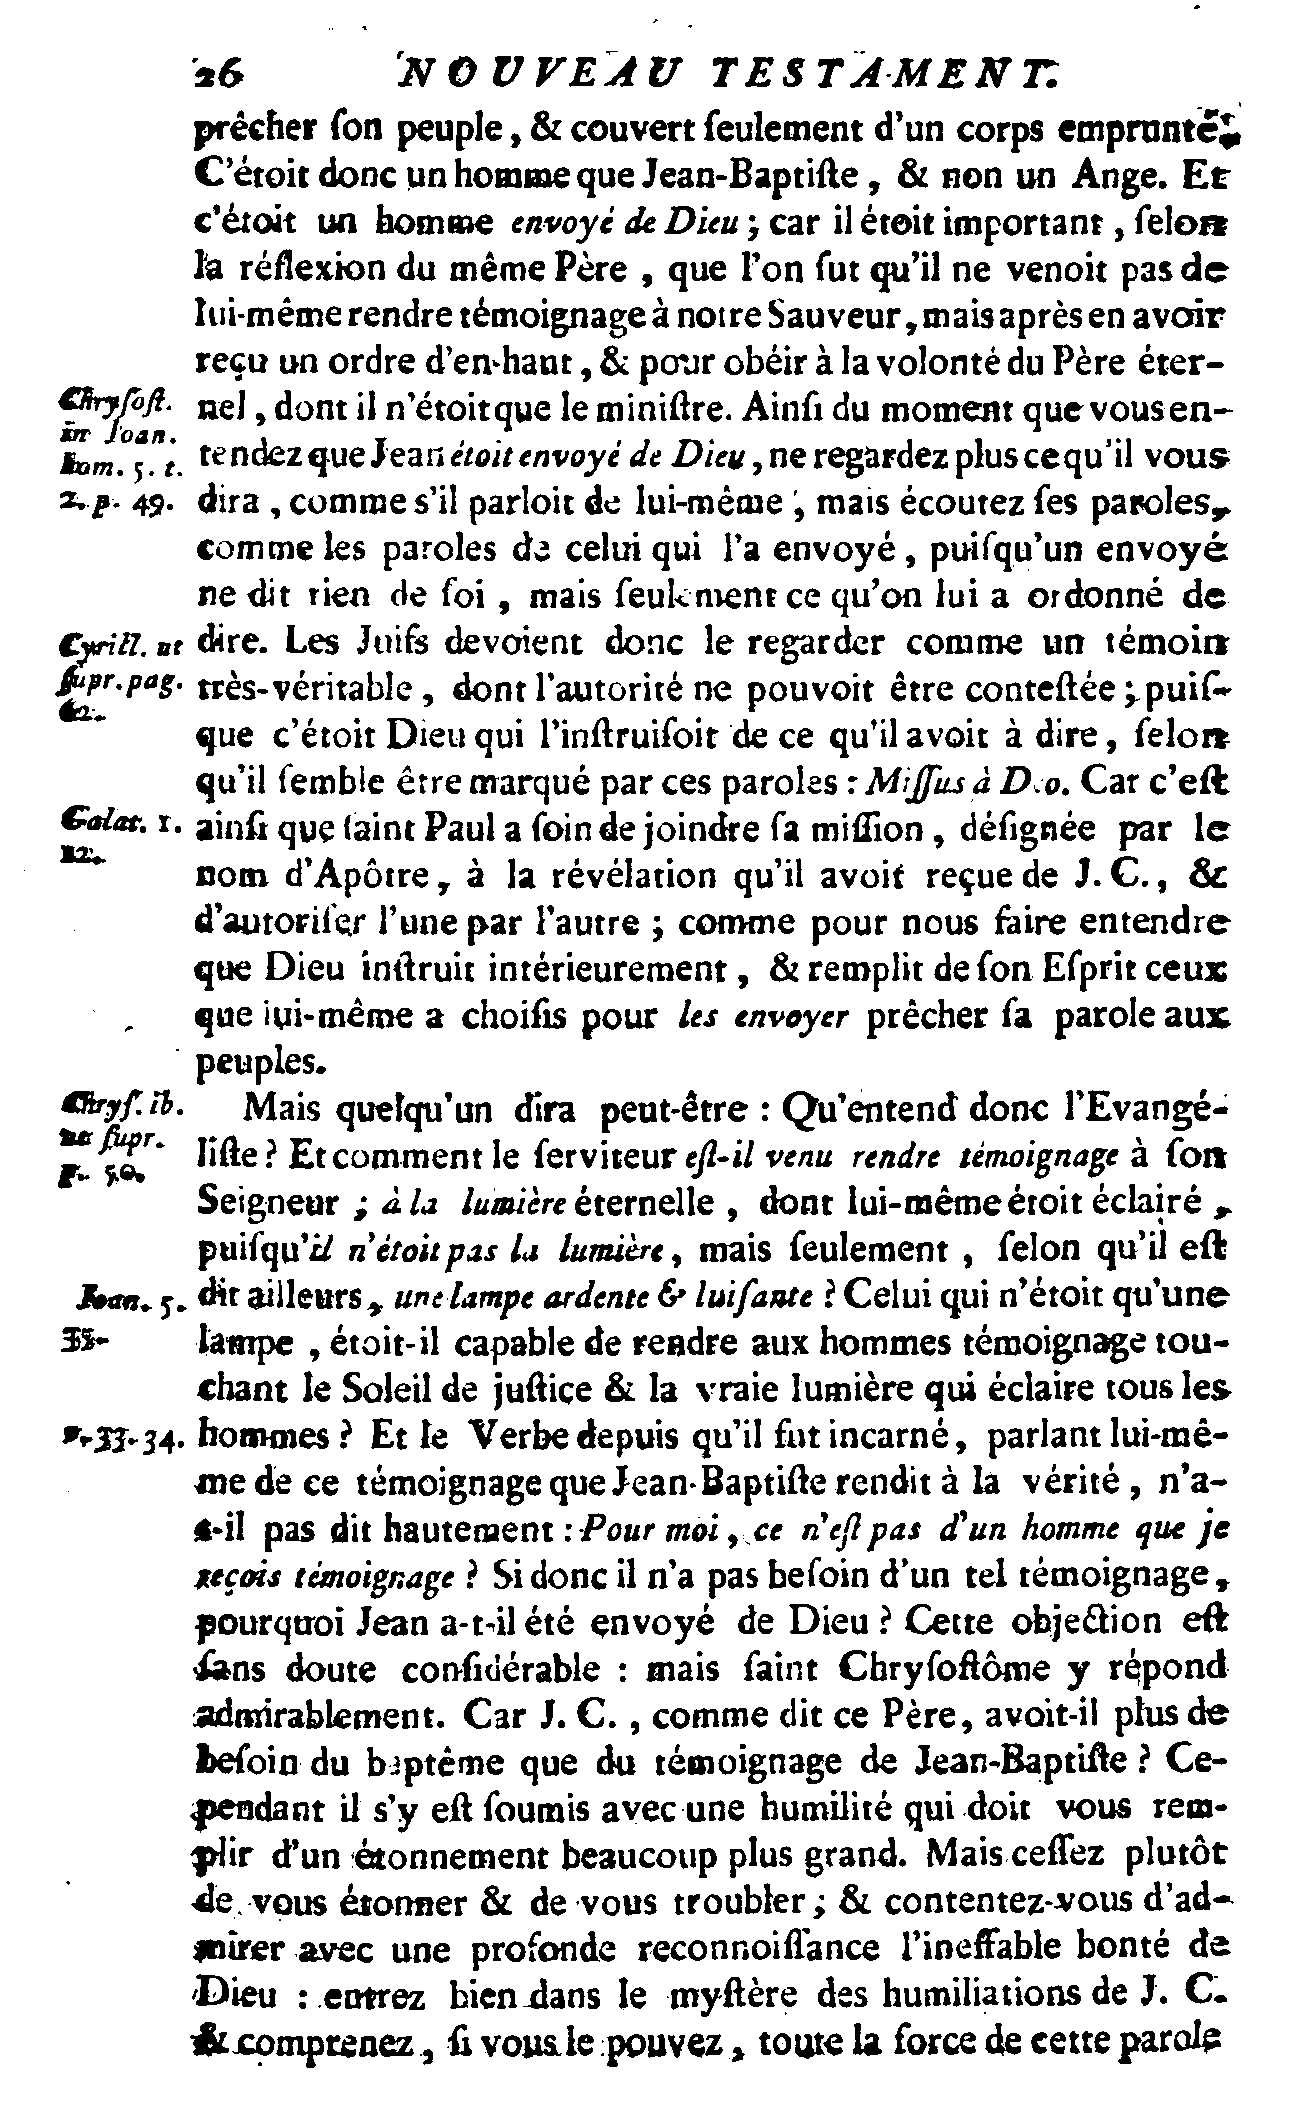 26 NOUVEAU TESTAMENT.
prêcher ſon peuple, & couvert ſeulement d'un corps emprunté.
C'étoit donc un homme que Jean-Baptiſte, & non un Ange. Et
c'étoit un homme envoyé de Dieu; car il étoit important, ſelon
la réflexion du même Père, que l'on ſut qu'il ne venoit pas de
lui-même rendre témoignage à notre Sauveur, mais après en avoir
reçu un ordre d'en-haut, & pour obéir à la volonté du Père éter-
Chryſoſt.
in Joan.
hom. 5. t.
2. p. 49.
nel, dont il n'étoit que le miniſtre. Ainſi du moment que vous en-
tendez que Jean étoit envoyé de Dieu, ne regardez plus ce qu'il vous
dira, comme s'il parloit de lui-même, mais écoutez ſes paroles,
comme les paroles de celui qui l'a envoyé, puiſqu'un envoyé
ne dit rien de ſoi, mais ſeulement ce qu'on lui a ordonné de
Cyrill. ut
ſupr. pag.
62.
dire. Les Juifs devoient donc le regarder comme un témoin
très-véritable, dont l'autorité ne pouvoit être conteſtée; puiſ-
que c'étoit Dieu qui l'inſtruiſoit de ce qu'il avoit à dire, ſelon
qu'il ſemble être marqué par ces paroles: Miſſus à Deo. Car c'eſt
Galat. 1.
12.
ainſi que ſaint Paul a ſoin de joindre ſa miſſion, déſignée par le
nom d'Apôtre, à la révélation qu'il avoit reçue de J. C., &
d'autoriſer l'une par l'autre; comme pour nous faire entendre
que Dieu inſtruit intérieurement, & remplit de ſon Eſprit ceux
que lui-même a choiſis pour les envoyer prêcher ſa parole aux
peuples.
Chryſ. ib.
ut ſupr.
p. 50.
Mais quelqu'un dira peut-être: Qu'entend donc l'Evangé-
liſte? Et comment le ſerviteur eſt-il venu rendre témoignage à ſon
Seigneur; à la lumière éternelle, dont lui-même étoit éclairé,
puiſqu'il n'étoit pas la lumière, mais ſeulement, ſelon qu'il eſt
Joan. 5.
35.
dit ailleurs, une lampe ardente & luiſante? Celui qui n'étoit qu'une
lampe, étoit-il capable de rendre aux hommes témoignage tou-
chant le Soleil de juſtice & la vraie lumière qui éclaire tous les
v. 33. 34.
hommes? Et le Verbe depuis qu'il fut incarné, parlant lui-mê-
me de ce témoignage que Jean-Baptiſte rendit à la vérité, n'a-
t-il pas dit hautement: Pour moi, ce n'eſt pas d'un homme que je
reçois témoignage? Si donc il n'a pas beſoin d'un tel témoignage,
pourquoi Jean a-t-il été envoyé de Dieu? Cette objection eſt
ſans doute conſidérable: mais ſaint Chryſoſtôme y répond
admirablement. Car J. C., comme dit ce Père, avoit-il plus de
beſoin du baptême que du témoignage de Jean-Baptiſte? Ce-
pendant il s'y eſt ſoumis avec une humilité qui doit vous rem-
plir d'un étonnement beaucoup plus grand. Mais ceſſez plutôt
de vous étonner & de vous troubler; & contentez-vous d'ad-
mirer avec une profonde reconnoiſſance l'ineffable bonté de
Dieu: entrez bien dans le myſtère des humiliations de J. C.
& comprenez, ſi vous le pouvez, toute la force de cette parole